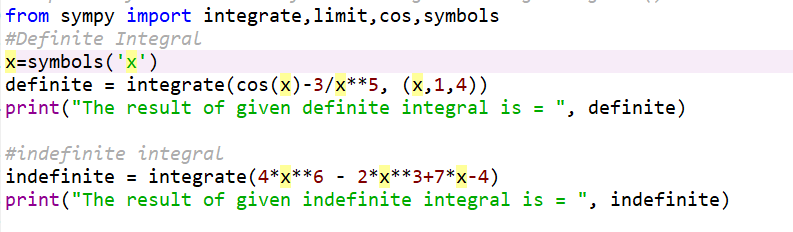 from sympy import integrate,limit,cos,symbols
#Definite Integral
x=symbols('x')
definite = integrate(cos(x)-3/x**5, (x,1,4))
print("The result of given definite integral is = ", definite)
#indefinite integral
indefinite = integrate(4*x**6 - 2*x**3+7*x-4)
print("The result of given indefinite integral is = ", indefinite)